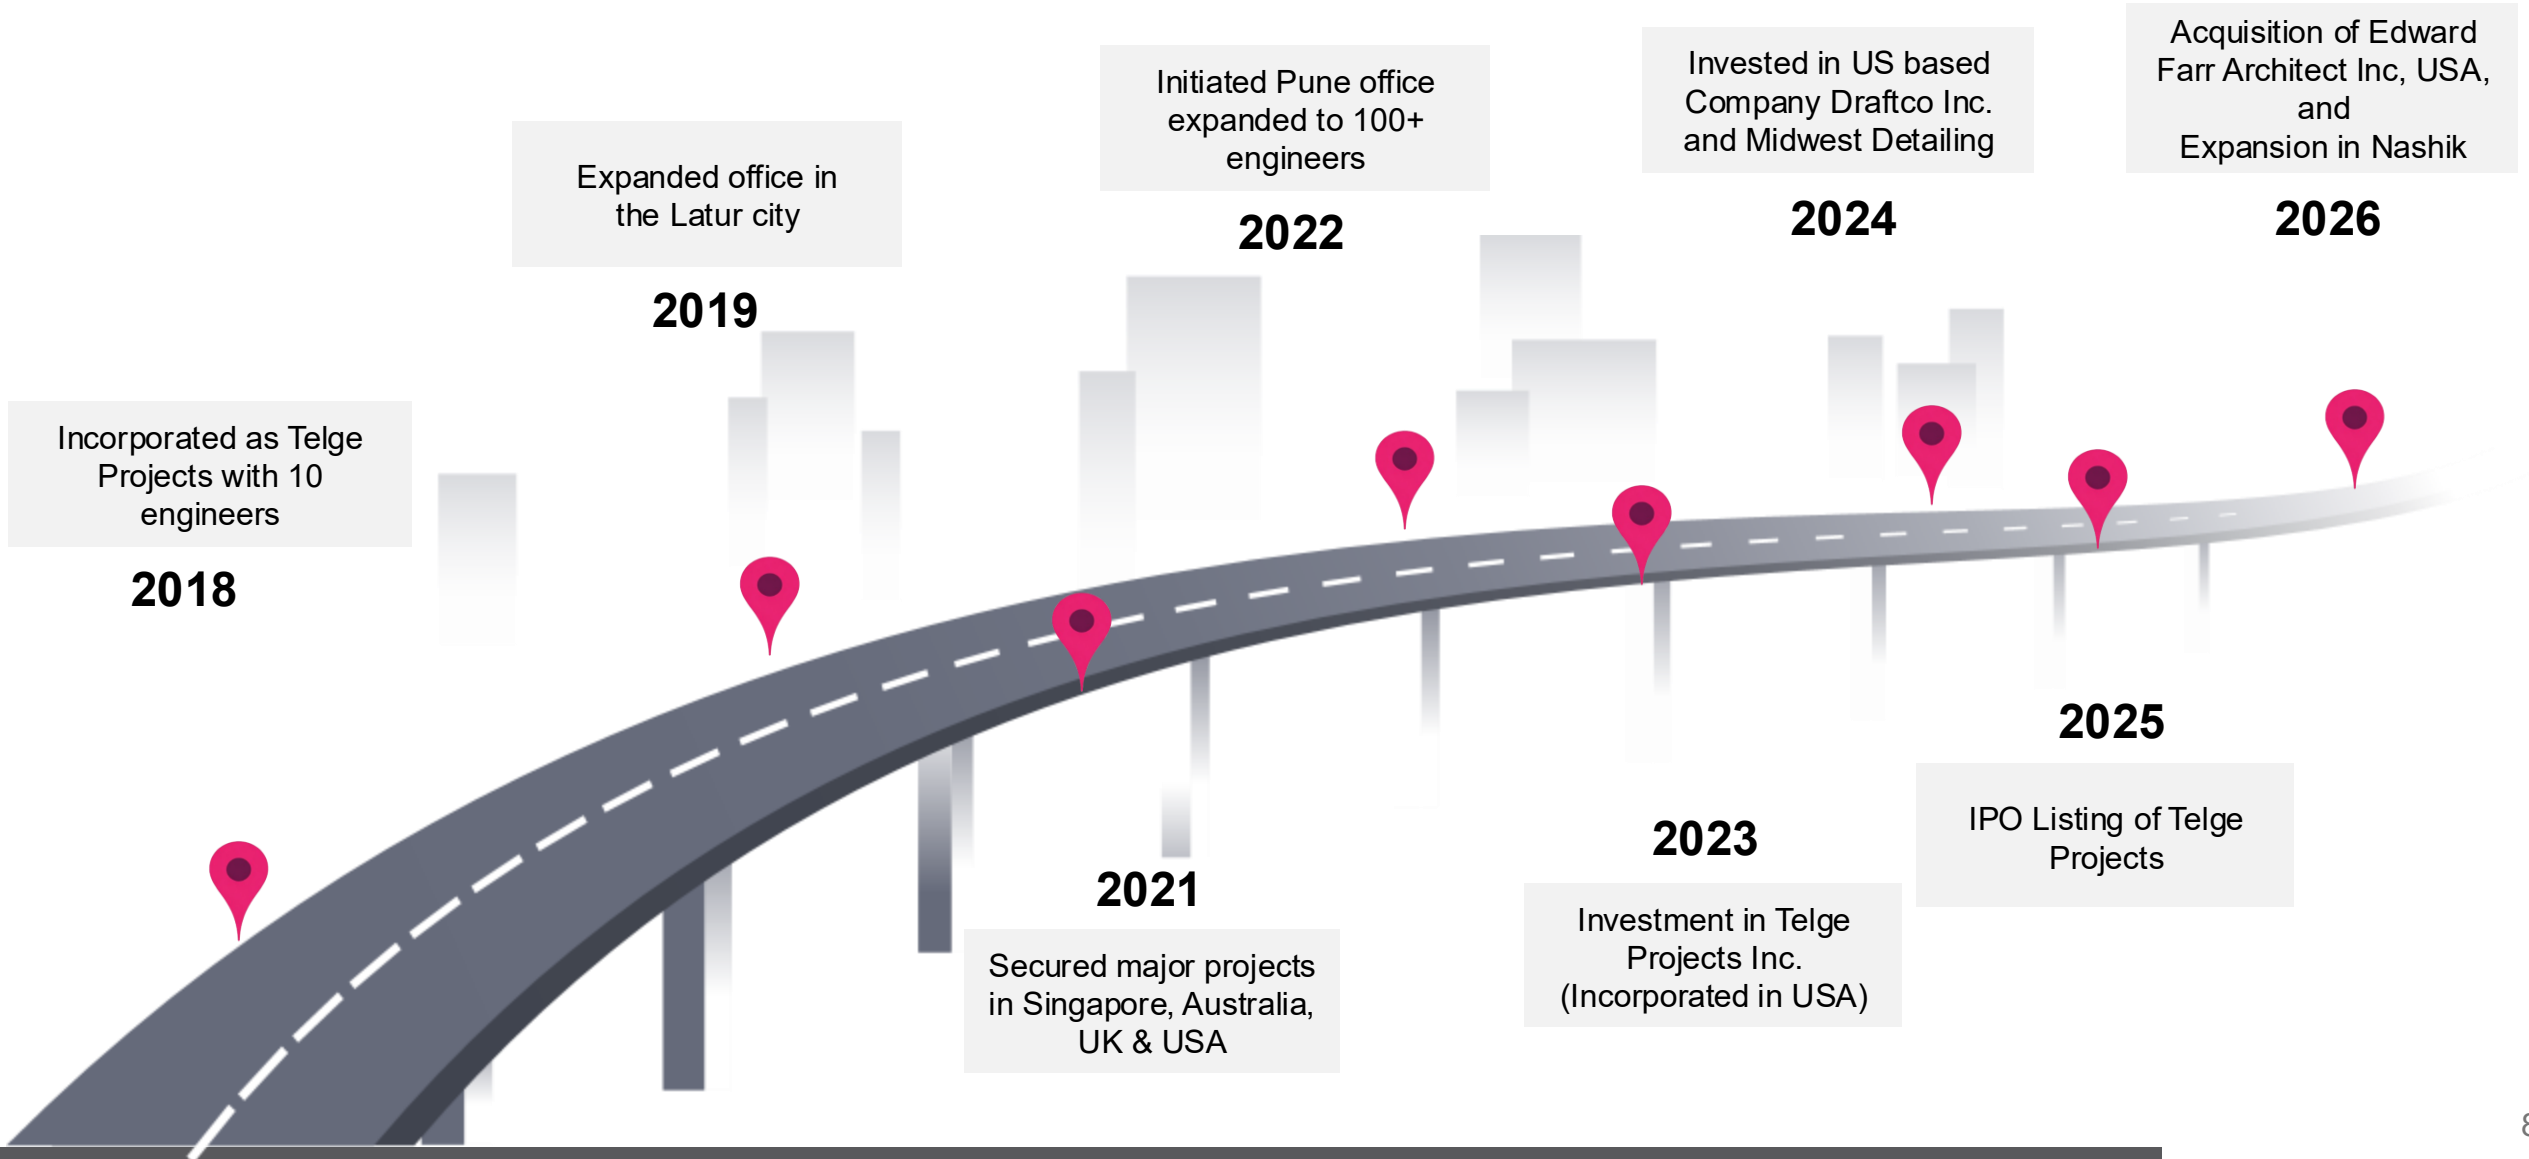 Incorporated as Telge
Projects with 10
engineers
2018
Expanded office in
the Latur city
2019
2021
Secured major projects
in Singapore, Australia,
UK & USA
Initiated Pune office
expanded to 100+
engineers
2022
2023
Investment in Telge
Projects Inc.
(Incorporated in USA)
Invested in US based
Company Draftco Inc.
and Midwest Detailing
2024
2025
IPO Listing of Telge
Projects
Acquisition of Edward
Farr Architect Inc, USA,
and
Expansion in Nashik
2026
8